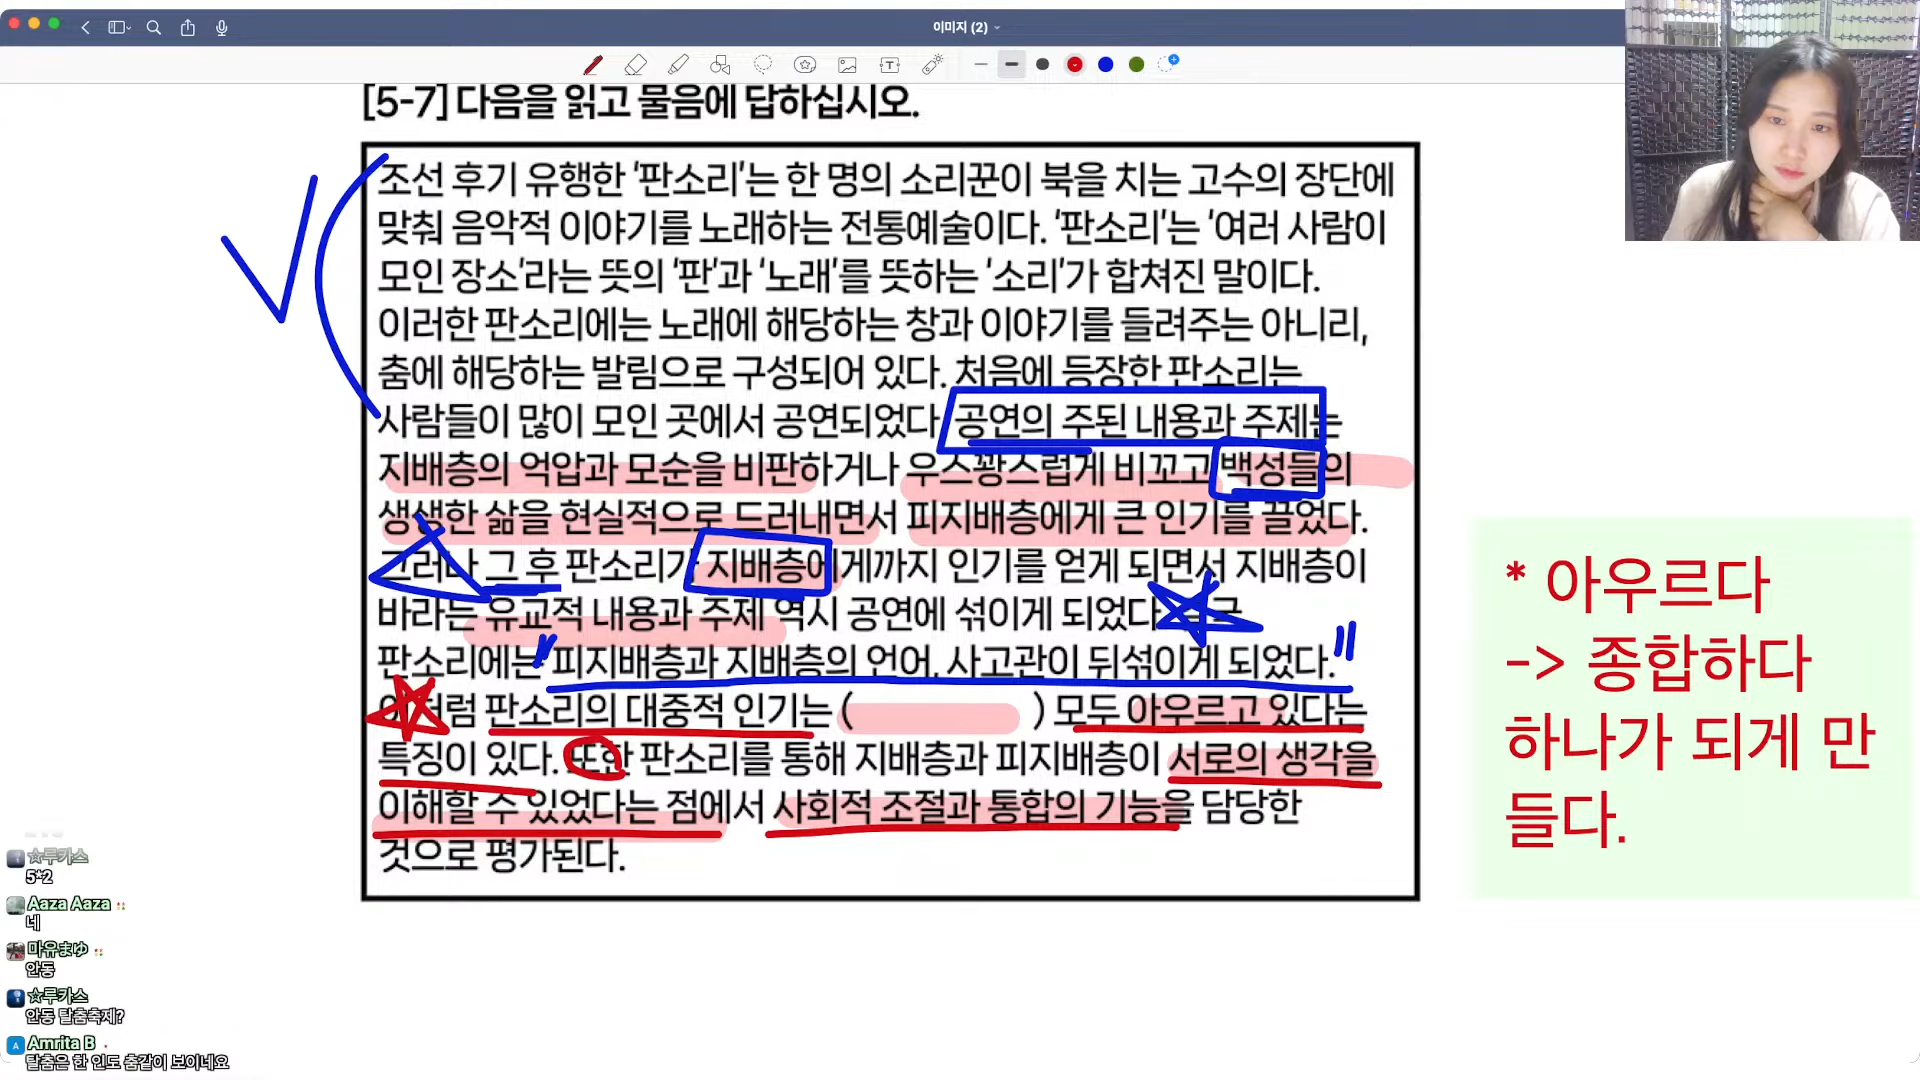 이미지 (2)
[5-7] 다음을 읽고 물음에 답하십시오.
조선 후기 유행한 '판소리'는 한 명의 소리꾼이 북을 치는 고수의 장단에
맞춰 음악적 이야기를 노래하는 전통예술이다. '판소리'는 '여러 사람이
모인 장소'라는 뜻의 '판'과 '노래'를 뜻하는 '소리'가 합쳐진 말이다.
이러한 판소리에는 노래에 해당하는 창과 이야기를 들려주는 아니리,
춤에 해당하는 발림으로 구성되어 있다. 처음에 등장한 판소리는
사람들이 많이 모인 곳에서 공연되었다. 공연의 주된 내용과 주제는
지배층의 억압과 모순을 비판하거나 우스꽝스럽게 비꼬고 백성들의
생생한 삶을 현실적으로 드러내면서 피지배층에게 큰 인기를 끌었다.
그러나 그 후 판소리가 지배층에게까지 인기를 얻게 되면서 지배층이
바라는 유교적 내용과 주제 역시 공연에 섞이게 되었다.
판소리에는 "피지배층과 지배층의 언어, 사고관이 뒤섞이게 되었다."
이처럼 판소리의 대중적 인기는 ( ) 모두 아우르고 있다는
특징이 있다. 또한 판소리를 통해 지배층과 피지배층이 서로의 생각을
이해할 수 있었다는 점에서 사회적 조절과 통합의 기능을 담당한
것으로 평가된다.
* 아우르다
-> 종합하다
하나가 되게 만
들다.
☆루카스
5*2
Aaza Aaza
네
마유まゆ
안동
☆루카스
안동 탈춤축제?
A Amrita B
탈춤은 한 인도 춤같이 보이네요